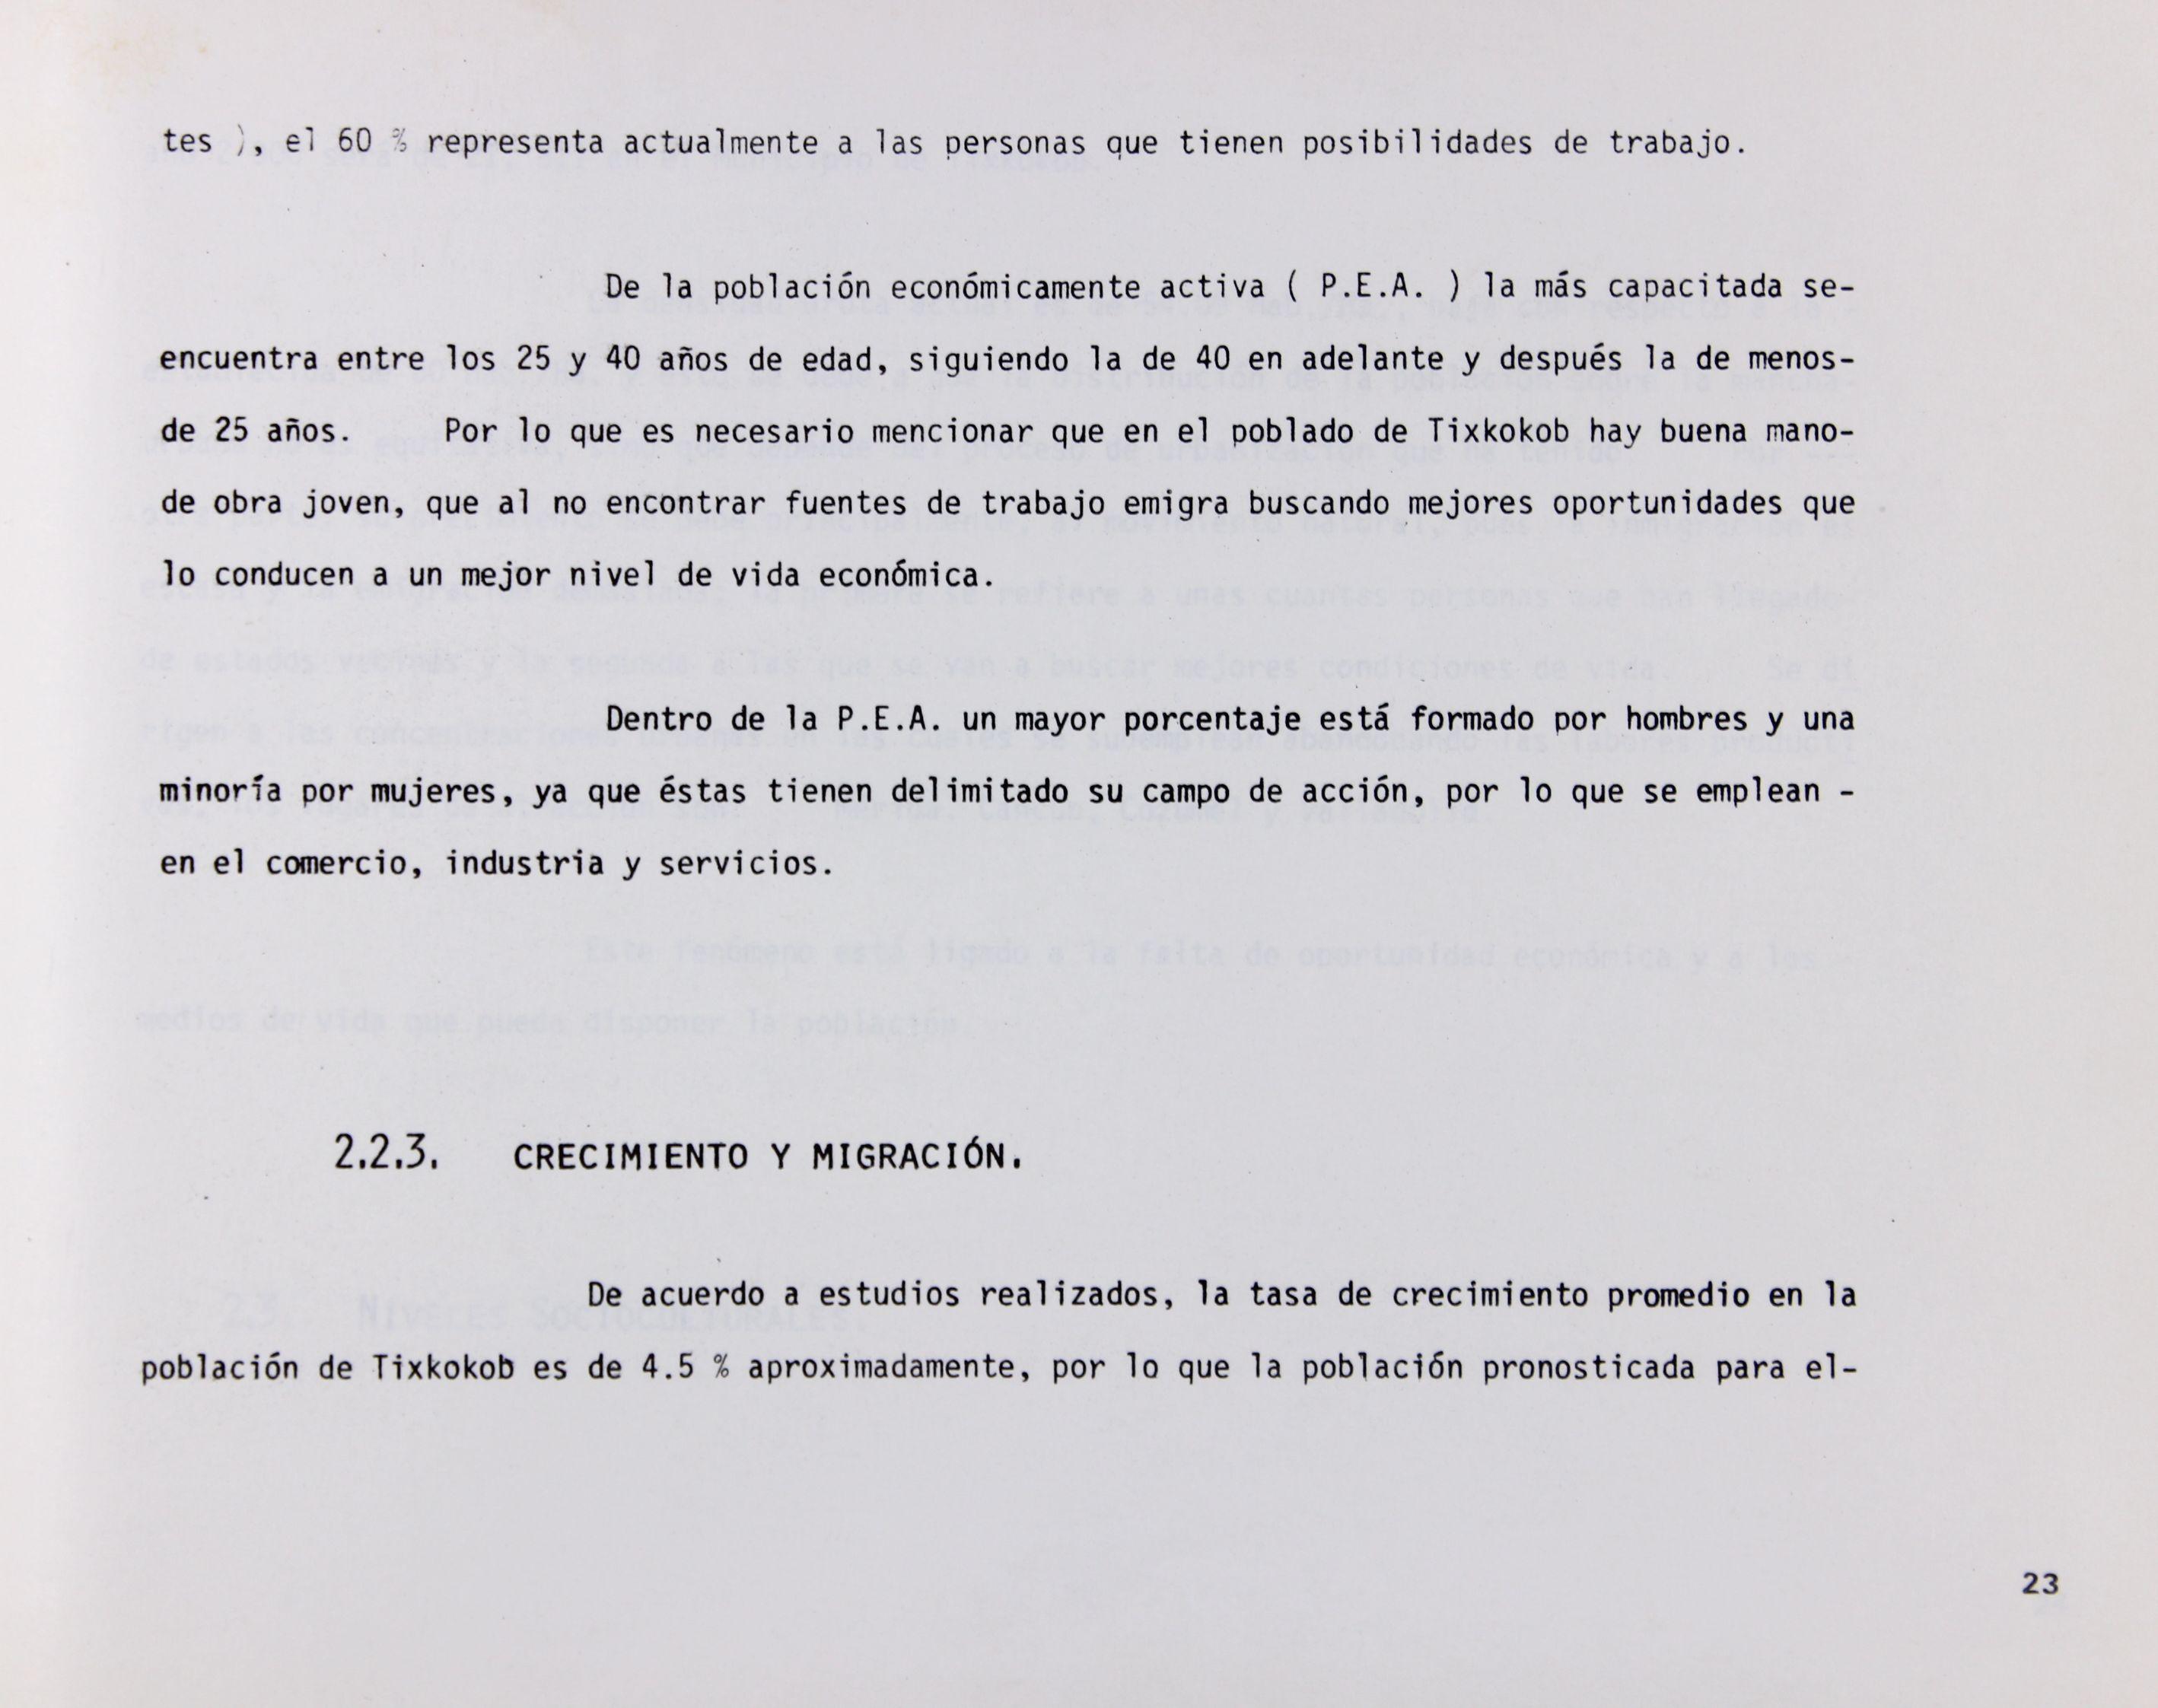 tes ), el 60 % representa actualmente a las personas que tienen posibilidades de trabajo.
De la población económicamente activa ( P.E.A. ) la más capacitada se-
encuentra entre los 25 y 40 años de edad, siguiendo la de 40 en adelante y después la de menos-
de 25 años. Por lo que es necesario mencionar que en el poblado de Tixkokob hay buena mano-
de obra joven, que al no encontrar fuentes de trabajo emigra buscando mejores oportunidades que
lo conducen a un mejor nivel de vida económica.
Dentro de la P.E.A. un mayor porcentaje está formado por hombres y una
minoría por mujeres, ya que éstas tienen delimitado su campo de acción, por lo que se emplean -
en el comercio, industria y servicios.
2.2.3. CRECIMIENTO Y MIGRACIÓN.
De acuerdo a estudios realizados, la tasa de crecimiento promedio en la
población de Tixkokob es de 4.5 % aproximadamente, por lo que la población pronosticada para el-
23